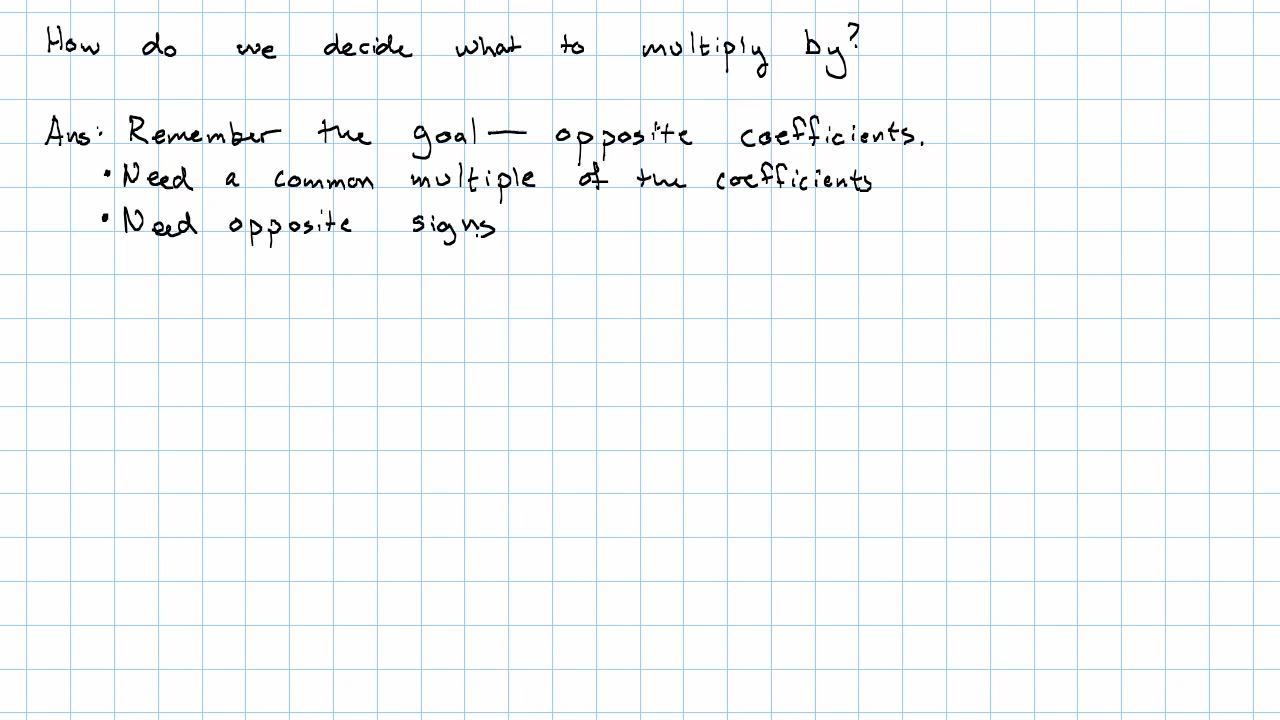 How do we decide what to multiply by?
Ans: Remember the goal — opposite coefficients.
• Need a common multiple of the coefficients
• Need opposite signs